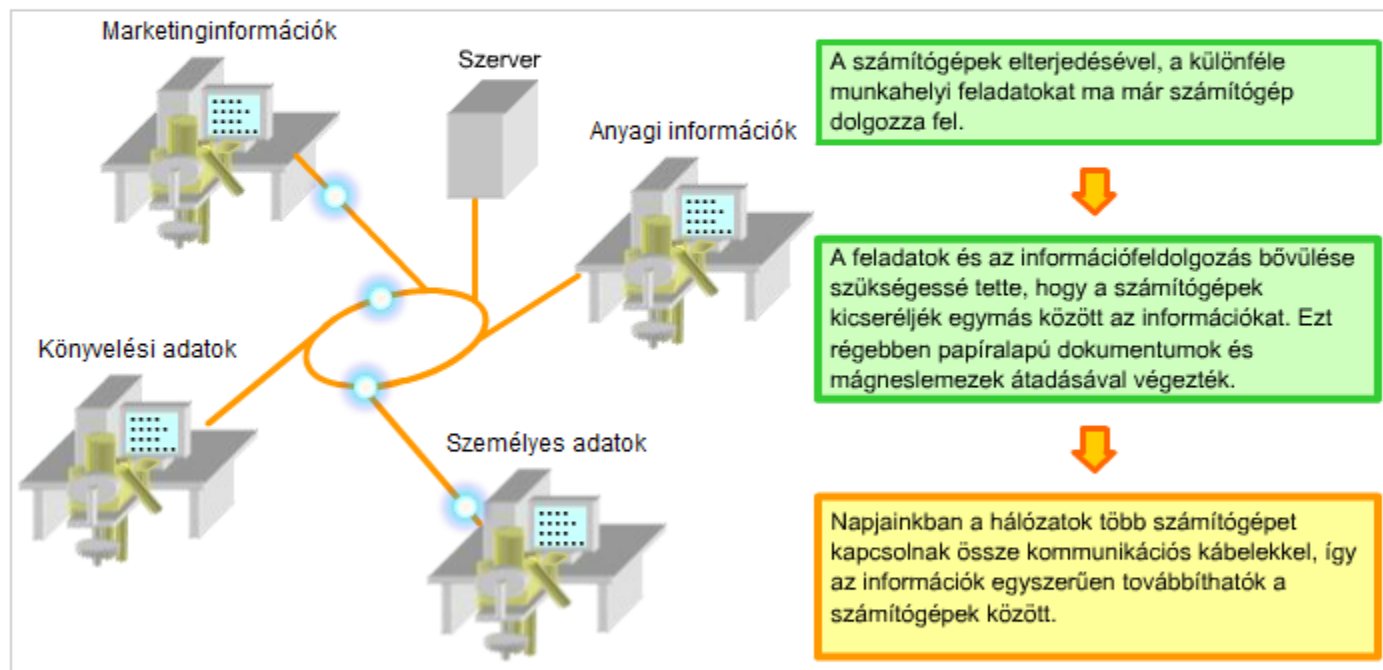 Marketinginformációk
Szerver
Anyagi információk
Könyvelési adatok
Személyes adatok
A számítógépek elterjedésével, a különféle
munkahelyi feladatokat ma már számítógép
dolgozza fel.
A feladatok és az információfeldolgozás bővülése
szükségessé tette, hogy a számítógépek
kicseréljék egymás között az információkat. Ezt
régebben papíralapú dokumentumok és
mágneslemezek átadásával végezték.
Napjainkban a hálózatok több számítógépet
kapcsolnak össze kommunikációs kábelekkel, így
az információk egyszerűen továbbíthatók a
számítógépek között.